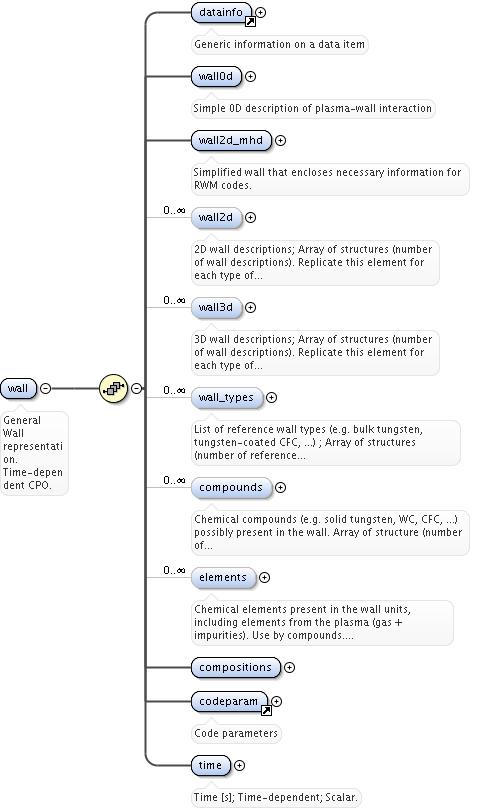 datainfo
Generic information on a data item
wall0d
Simple 0D description of plasma-wall interaction
wall2d_mhd
Simplified wall that encloses necessary information for
RWM codes.
0..∞
wall2d
2D wall descriptions; Array of structures (number
of wall descriptions). Replicate this element for
each type of...
0..∞
wall3d
3D wall descriptions; Array of structures (number
of wall descriptions). Replicate this element for
each type of...
wall
General
Wall
representati
on.
Time-depen
dent CPO.
0..∞
wall_types
List of reference wall types (e.g. bulk tungsten,
tungsten-coated CFC, ...) ; Array of structures
(number of reference...
0..∞
compounds
Chemical compounds (e.g. solid tungsten, WC, CFC, ...)
possibly present in the wall. Array of structure (number
of...
0..∞
elements
Chemical elements present in the wall units,
including elements from the plasma (gas +
impurities). Use by compounds....
compositions
codeparam
Code parameters
time
Time [s]; Time-dependent; Scalar.